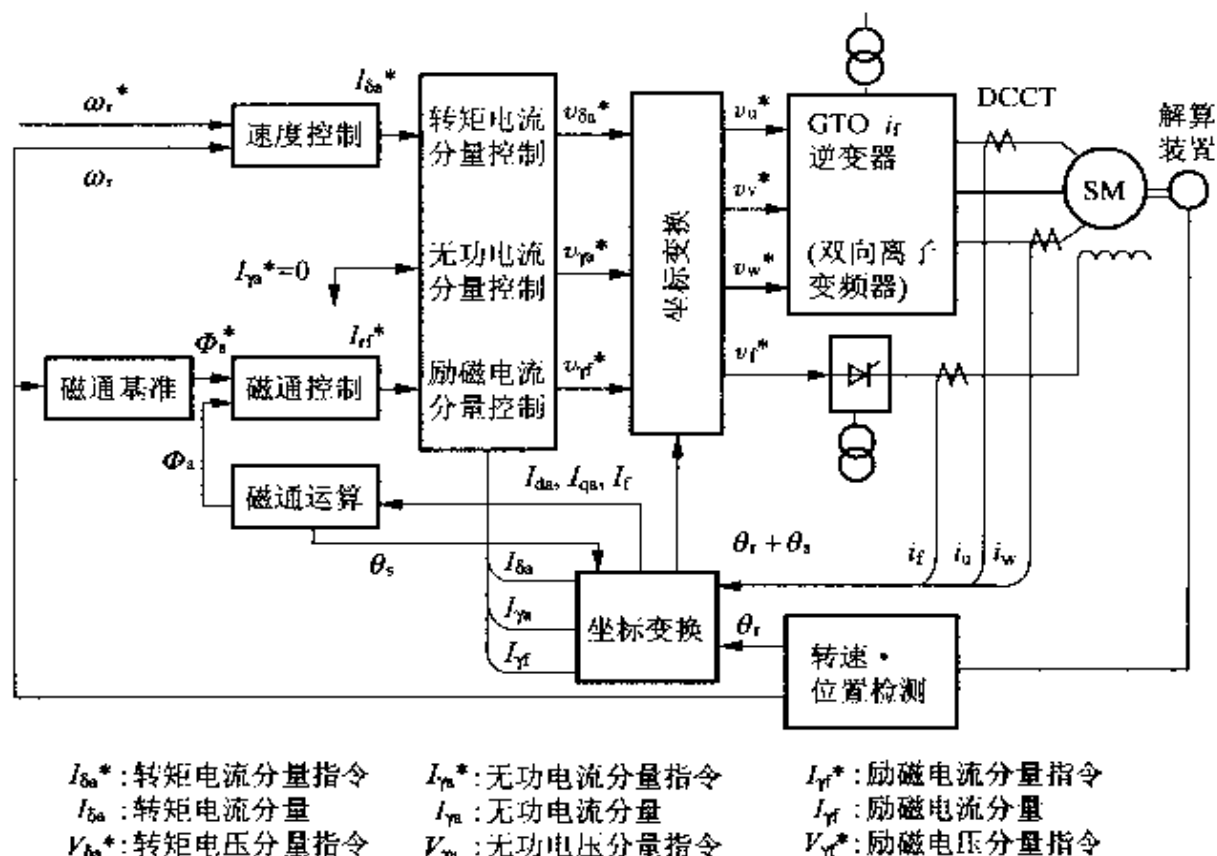 ωr*
ωr
速度控制
Iδa*
转矩电流
分量控制
无功电流
分量控制
励磁电流
分量控制
Iγa*=0
Φa*
Irf*
磁通基准
磁通控制
Φa
磁通运算
θs
vδa*
vγa*
vγf*
坐标变换
vu*
vv*
vw*
vf*
GTO if
逆变器
(双向离子
变频器)
DCCT
解算
装置
SM
Ida, Iqa, If
θr + θa
if iu iw
Iδa
Iγa
Iγf
坐标变换
θr
转速·
位置检测
Iδa*:转矩电流分量指令 Iγa*:无功电流分量指令 Iγf*:励磁电流分量指令
Iδa:转矩电流分量 Iγa:无功电流分量 Iγf:励磁电流分量
Vδa*:转矩电压分量指令 Vγa:无功电压分量指令 Vγf*:励磁电压分量指令